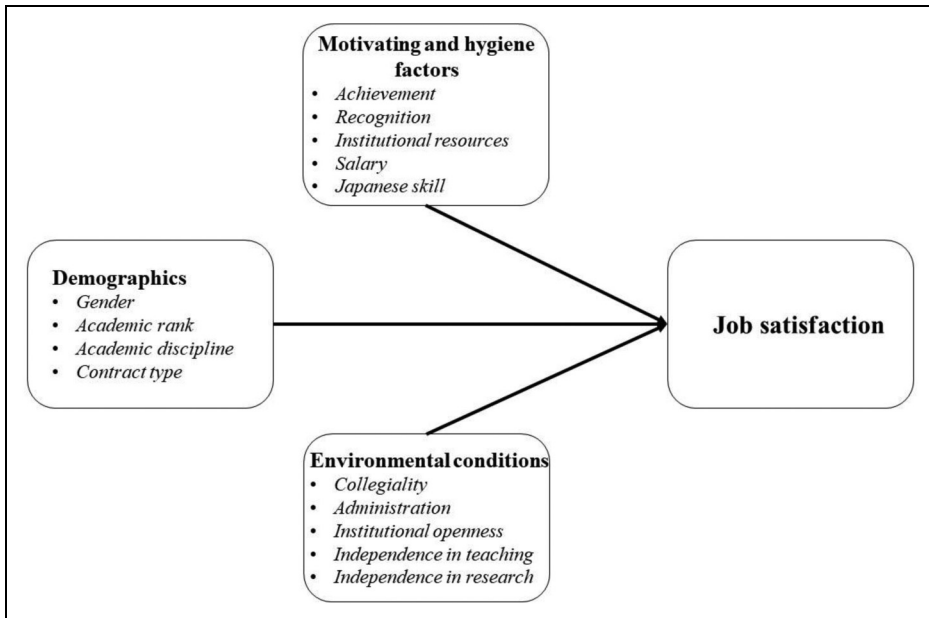 Motivating and hygiene
factors
• Achievement
• Recognition
• Institutional resources
• Salary
• Japanese skill
Demographics
• Gender
• Academic rank
• Academic discipline
• Contract type
Job satisfaction
Environmental conditions
• Collegiality
• Administration
• Institutional openness
• Independence in teaching
• Independence in research